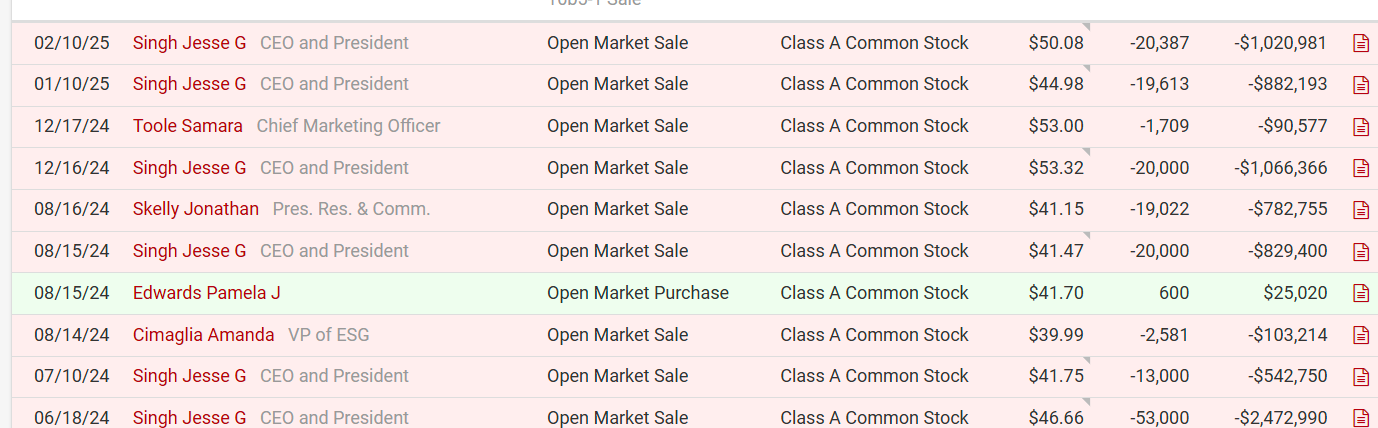 10b5-1 Sale
02/10/25 Singh Jesse G CEO and President Open Market Sale Class A Common Stock $50.08 -20,387 -$1,020,981
01/10/25 Singh Jesse G CEO and President Open Market Sale Class A Common Stock $44.98 -19,613 -$882,193
12/17/24 Toole Samara Chief Marketing Officer Open Market Sale Class A Common Stock $53.00 -1,709 -$90,577
12/16/24 Singh Jesse G CEO and President Open Market Sale Class A Common Stock $53.32 -20,000 -$1,066,366
08/16/24 Skelly Jonathan Pres. Res. & Comm. Open Market Sale Class A Common Stock $41.15 -19,022 -$782,755
08/15/24 Singh Jesse G CEO and President Open Market Sale Class A Common Stock $41.47 -20,000 -$829,400
08/15/24 Edwards Pamela J Open Market Purchase Class A Common Stock $41.70 600 $25,020
08/14/24 Cimaglia Amanda VP of ESG Open Market Sale Class A Common Stock $39.99 -2,581 -$103,214
07/10/24 Singh Jesse G CEO and President Open Market Sale Class A Common Stock $41.75 -13,000 -$542,750
06/18/24 Singh Jesse G CEO and President Open Market Sale Class A Common Stock $46.66 -53,000 -$2,472,990